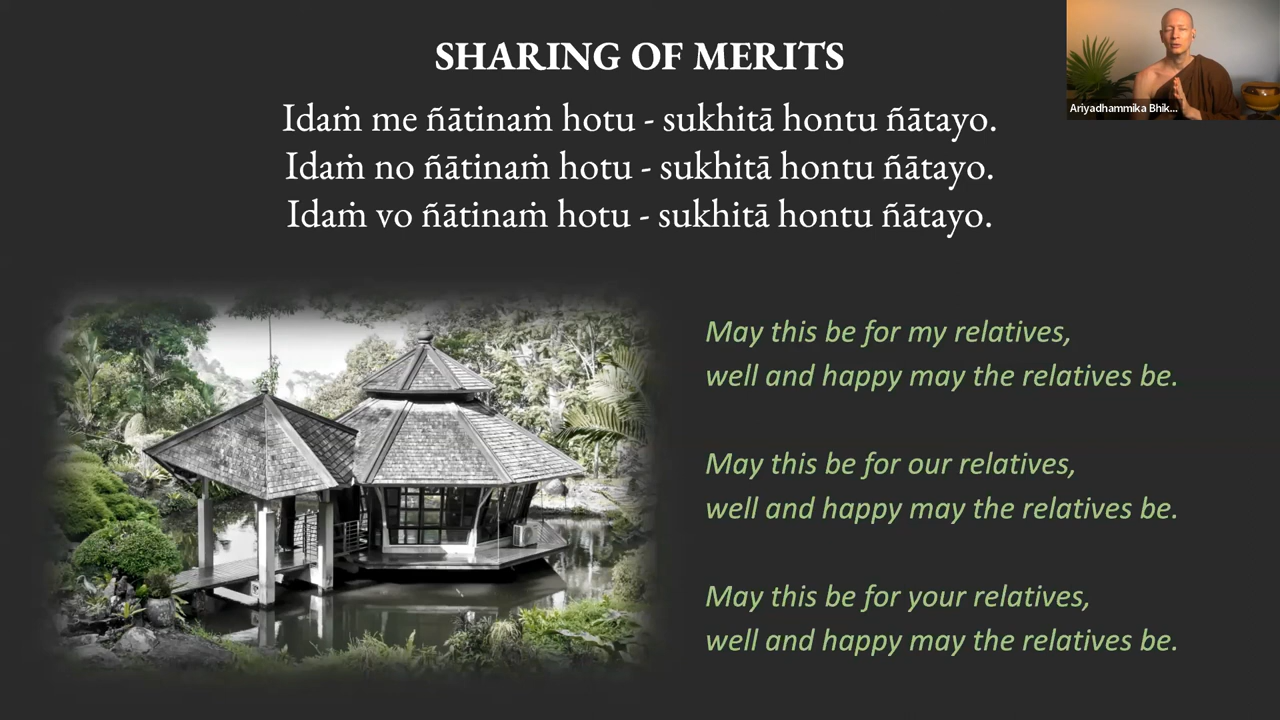 SHARING OF MERITS
Idaṁ me ñātinaṁ hotu - sukhitā hontu ñātayo.
Idaṁ no ñātinaṁ hotu - sukhitā hontu ñātayo.
Idaṁ vo ñātinaṁ hotu - sukhitā hontu ñātayo.
Ariyadhammika Bhik...
May this be for my relatives,
well and happy may the relatives be.
May this be for our relatives,
well and happy may the relatives be.
May this be for your relatives,
well and happy may the relatives be.